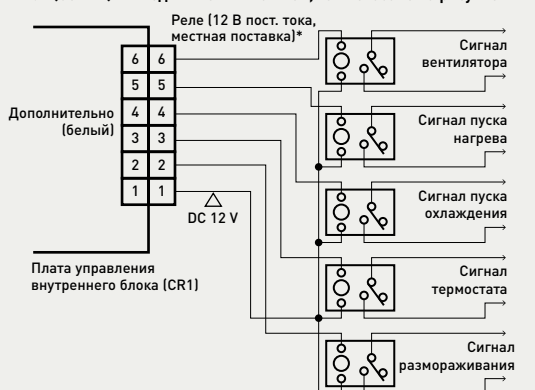 Реле (12 В пост. тока,
местная поставка)*
Сигнал
вентилятора
6 6
5 5
Дополнительно
(белый)
4 4
3 3
2 2
1 1
Сигнал пуска
нагрева
DC 12 V
Сигнал пуска
охлаждения
Плата управления
внутреннего блока (CR1)
Сигнал
термостата
Сигнал
размораживания